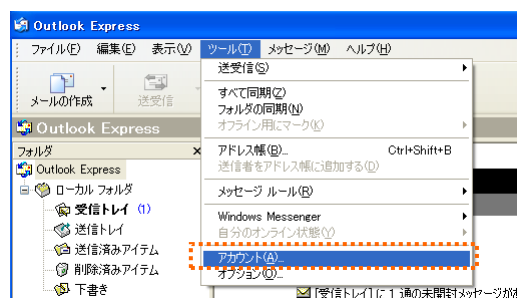 Outlook Express
ファイル(F) 編集(E) 表示(V) ツール(T) メッセージ(M) ヘルプ(H)
メールの作成 送受信
送受信(S)
すべて同期(Z)
フォルダの同期(N)
オフライン用にマーク(K)
アドレス帳(B)... Ctrl+Shift+B
送信者をアドレス帳に追加する(D)
メッセージ ルール(R)
Windows Messenger
自分のオンライン状態(Y)
アカウント(A)...
オプション(O)...
Outlook Express
フォルダ ×
Outlook Express
ローカル フォルダ
受信トレイ (1)
送信トレイ
送信済みアイテム
削除済みアイテム
下書き
[受信トレイ] に 1 通の未開封メッセージが